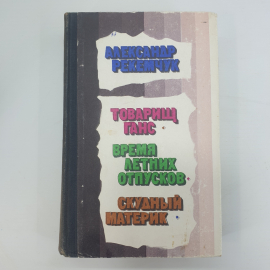 АЛЕКСАНДР
РЕКЕМЧУК
ТОВАРИЩ
ГАНС
ВРЕМЯ
ЛЕТНИХ
ОТПУСКОВ
СКУДНЫЙ
МАТЕРИК